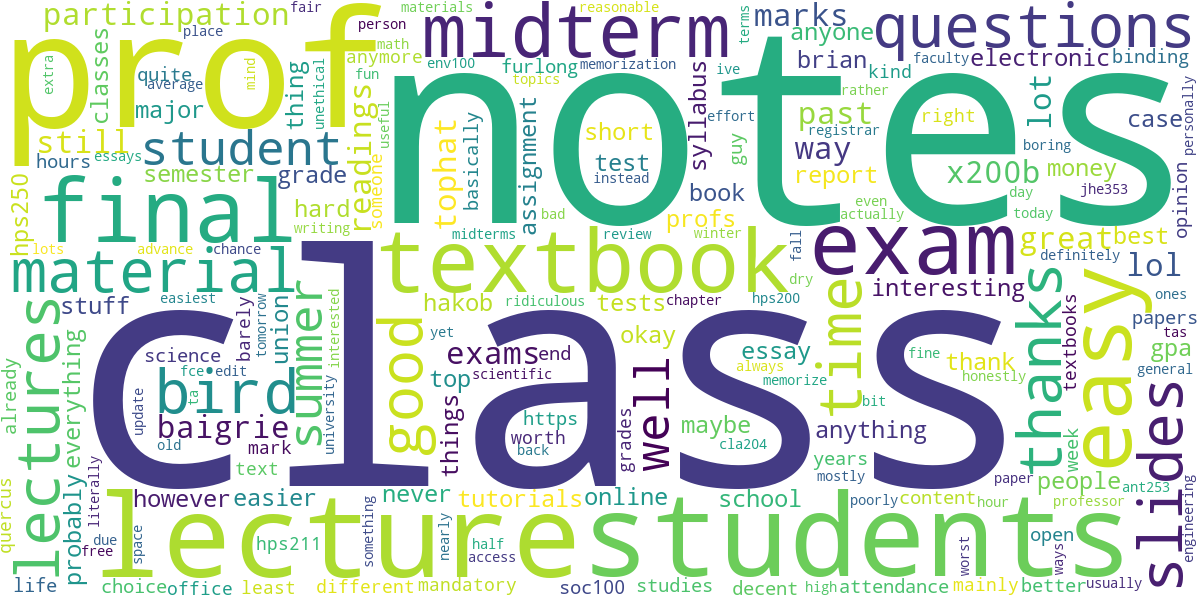 participation
fair
materials
reasonable
marks
questions
prof
notes
midterm
place
person
math
terms
anyone
classes
quite
thing
anymore
env100
furlong
memorization
ive
brian
faculty
electronic
binding
extra
average
mind
unethical
fun
topics
kind
rather
major
useful
readings
tophat
basically
assignment
short
effort
syllabus
guy
past
right
lot
case
personally
still
student
test
registrar
way
boring
hours
essays
instead
x200b
money
semester
grade
someone
book
report
day
jhe353
opinion
hps250
final
hard
bad
profs
even
actually
today
writing
midterms
review
winter
fall
exam
great
best
lots
advance
chance
textbook
definitely
material
dry
thanks
lol
interesting
stuff
easiest
summer
interested
hakob
ridiculous
tests
chapter
hps200
time
easy
ones
lectures
class
barely
tomorrow
union
good
yet
okay
textbooks
papers
tas
science
exams
end
essay
fine
thank
gpa
general
already
everything
fce
edit
bird
top
scientific
well
always
memorize
honestly
slides
update
ta
university
things
https
maybe
bit
baigrie
worth
grades
cla204
anything
week
old
mark
back
years
probably
text
mostly
people
ant253
paper
quercus
literally
however
easier
never
tutorials
online
school
poorly
content
hour
professor
engineering
due
free
space
lecture
students
hps211
something
nearly
half
access
worst
open
ways
life
choice
office
least
different
mandatory
soc100
studies
decent
high
attendance
mainly
better
usually